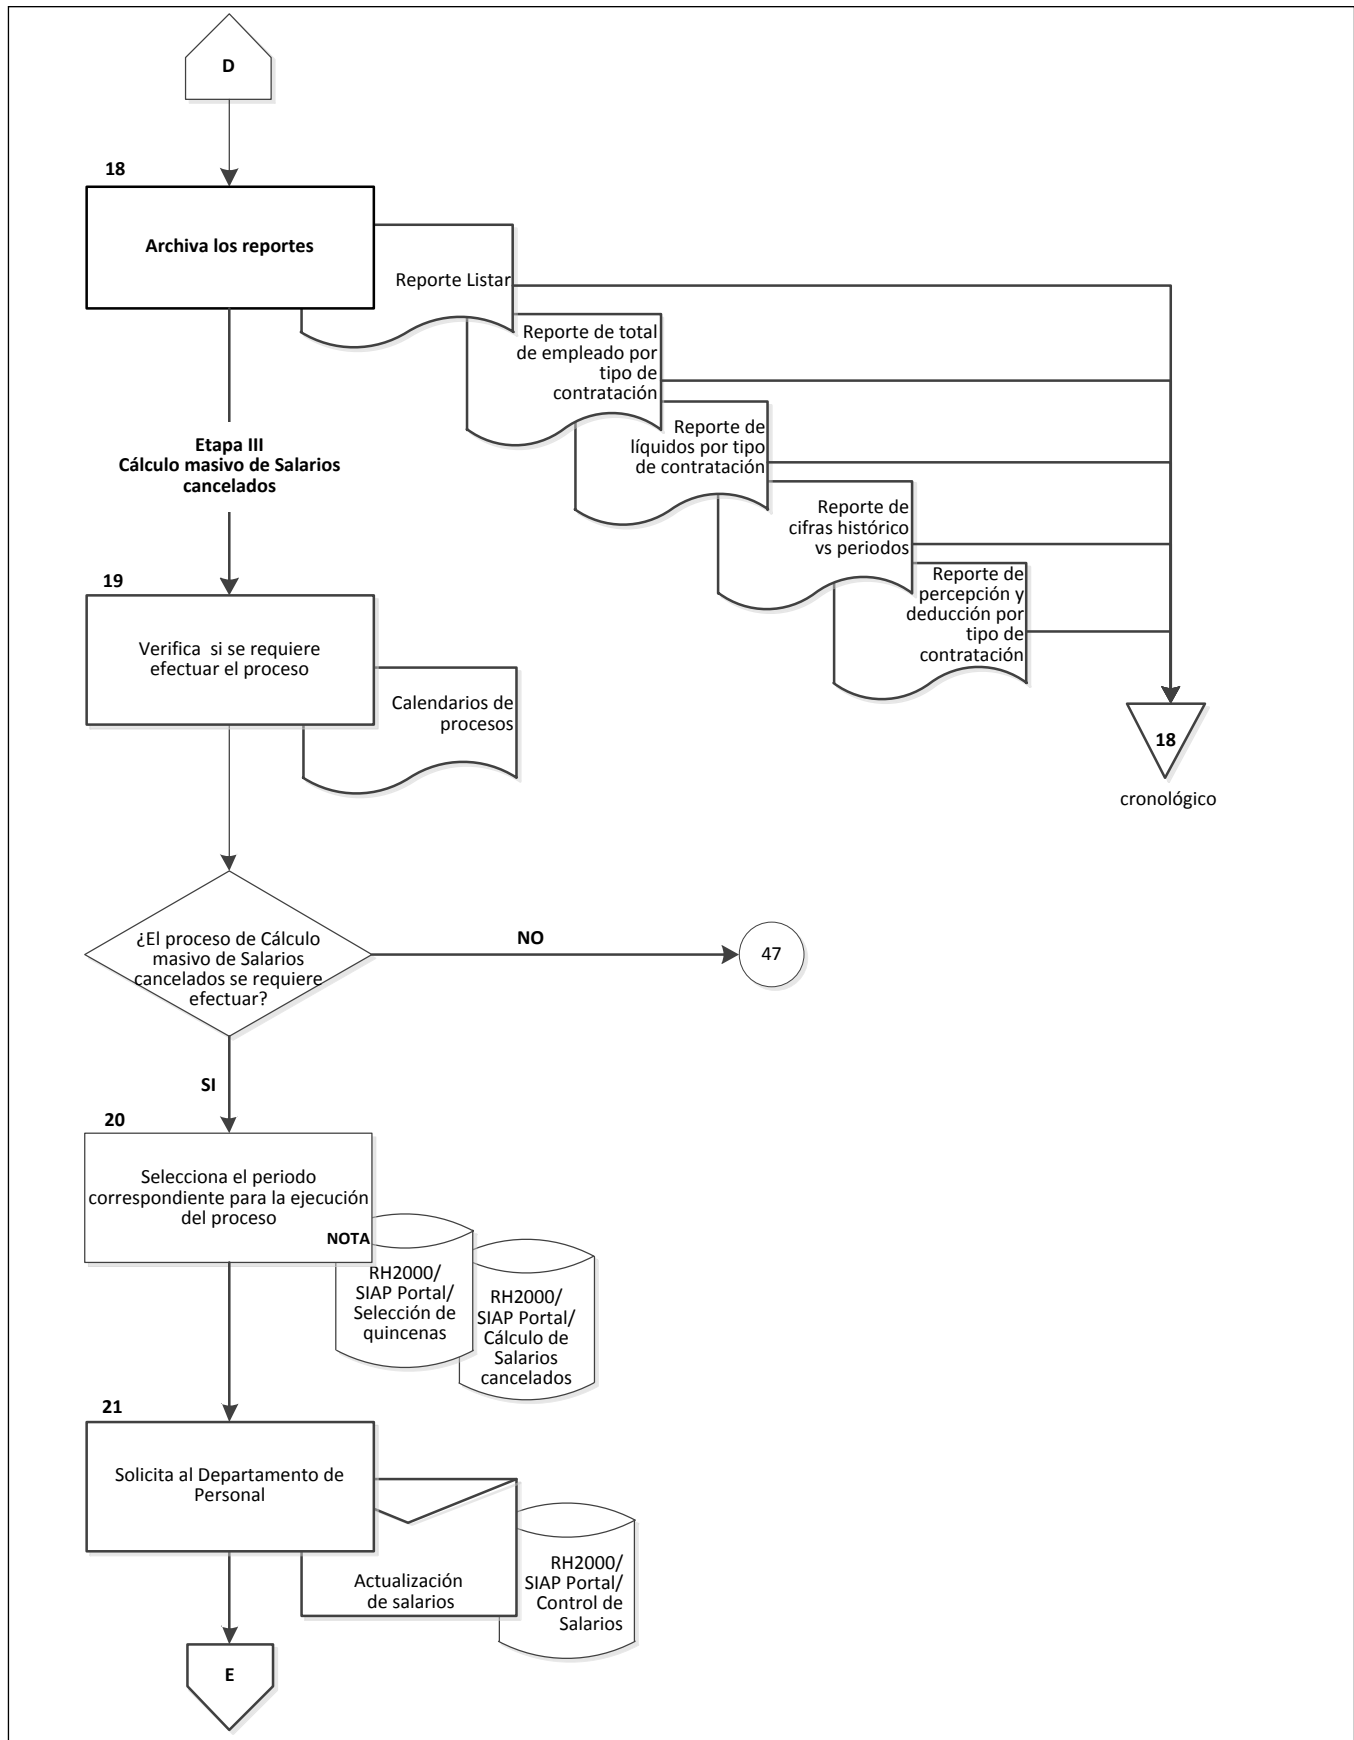 D
18
Archiva los reportes
Reporte Listar
Reporte de total
de empleado por
tipo de
contratación
Reporte de
líquidos por tipo
de contratación
Reporte de
cifras histórico
vs periodos
Reporte de
percepción y
deducción por
tipo de
contratación
18
cronológico
Etapa III
Cálculo masivo de Salarios
cancelados
19
Verifica si se requiere
efectuar el proceso
Calendarios de
procesos
¿El proceso de Cálculo
masivo de Salarios
cancelados se requiere
efectuar?
NO
47
SI
20
Selecciona el periodo
correspondiente para la ejecución
del proceso
NOTA
RH2000/
SIAP Portal/
Selección de
quincenas
RH2000/
SIAP Portal/
Cálculo de
Salarios
cancelados
21
Solicita al Departamento de
Personal
Actualización
de salarios
RH2000/
SIAP Portal/
Control de
Salarios
E